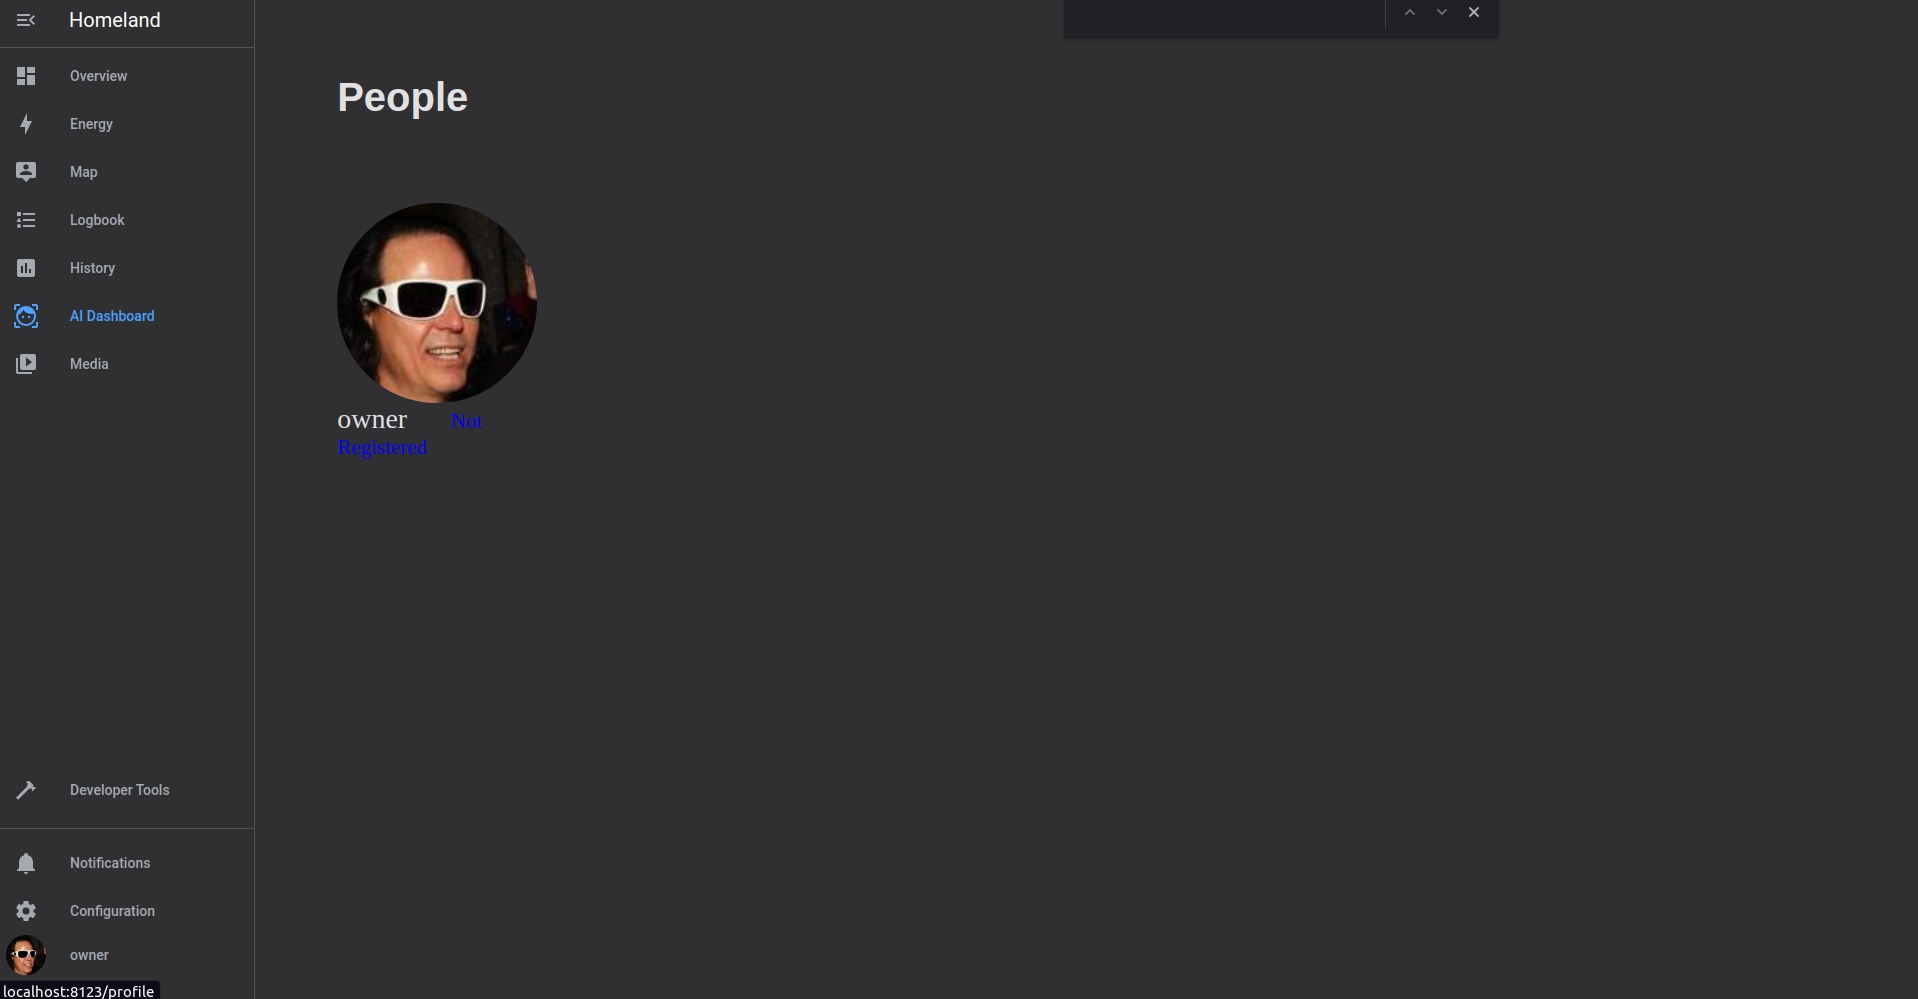 Homeland
Overview
Energy
Map
Logbook
History
AI Dashboard
Media
Developer Tools
Notifications
Configuration
owner
localhost:8123/profile
People
owner Not
Registered